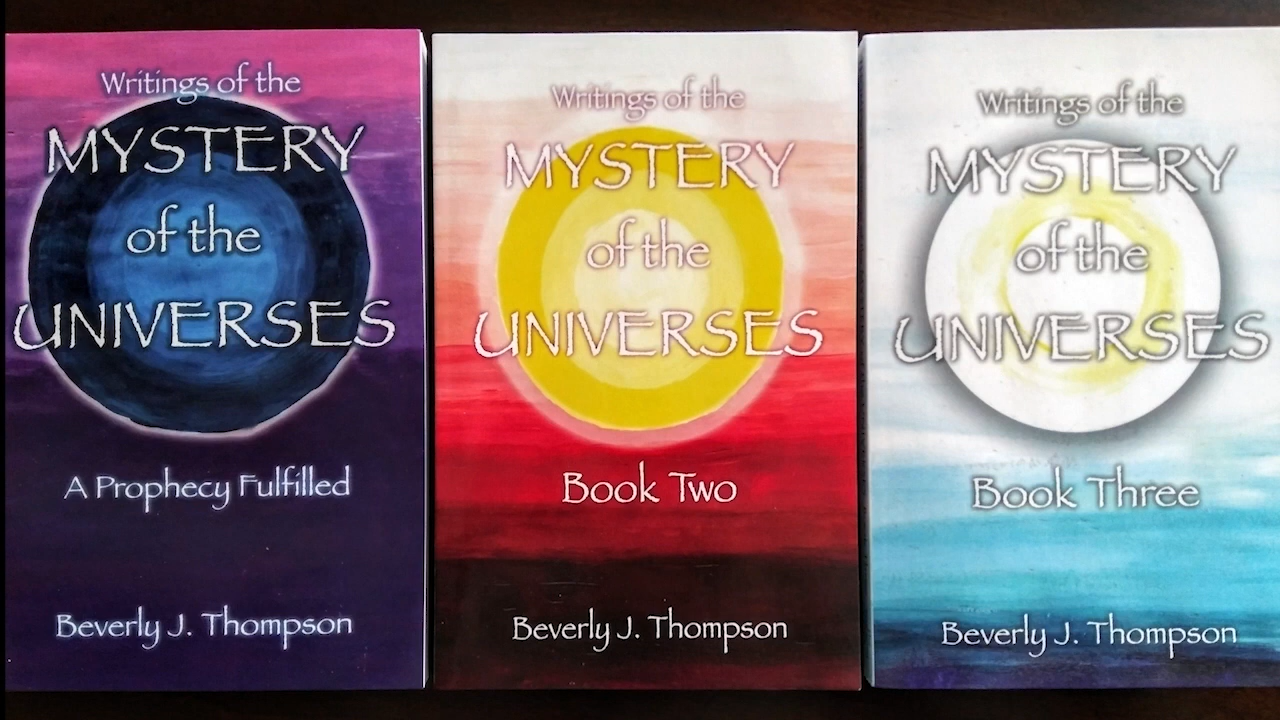 Writings of the
MYSTERY
of the
UNIVERSES
A Prophecy Fulfilled
Beverly J. Thompson
Writings of the
MYSTERY
of the
UNIVERSES
Book Two
Beverly J. Thompson
Writings of the
MYSTERY
of the
UNIVERSES
Book Three
Beverly J. Thompson